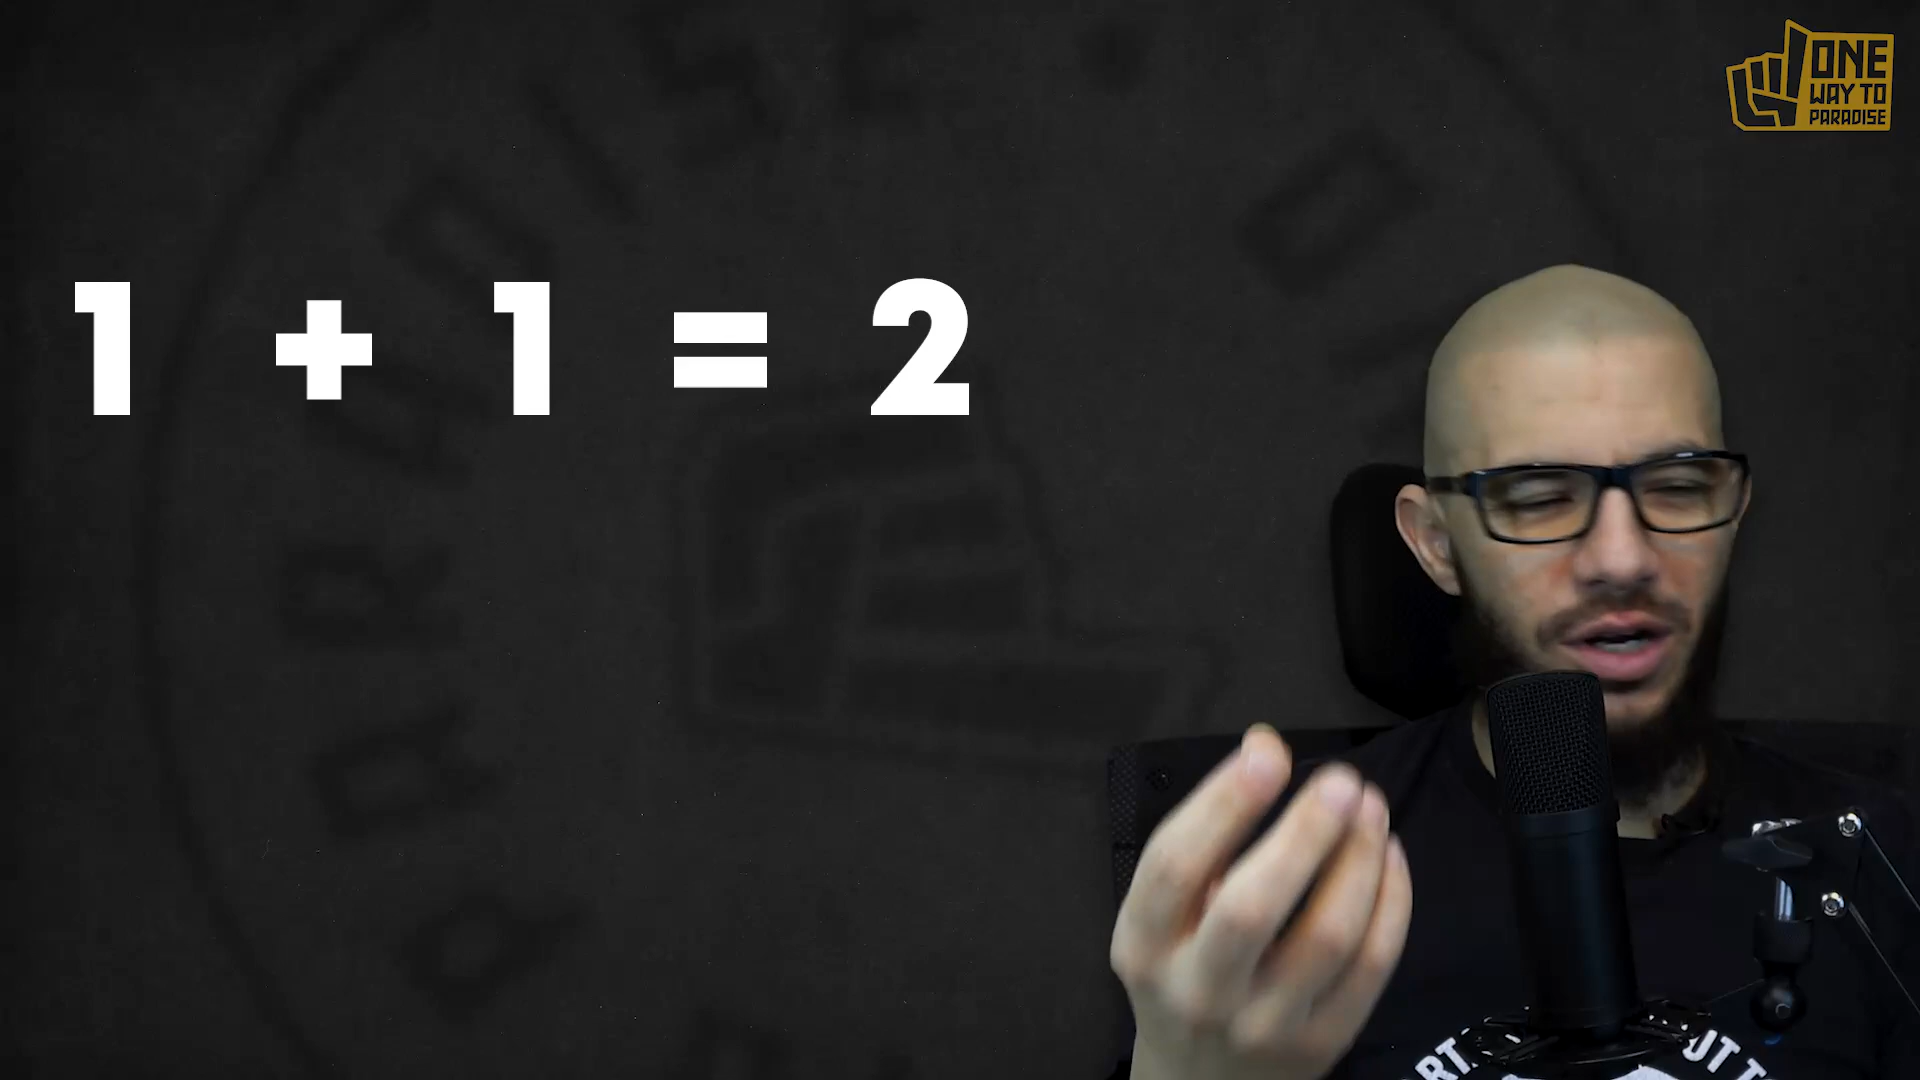 ONE
WAY TO
PARADISE
1 + 1 = 2